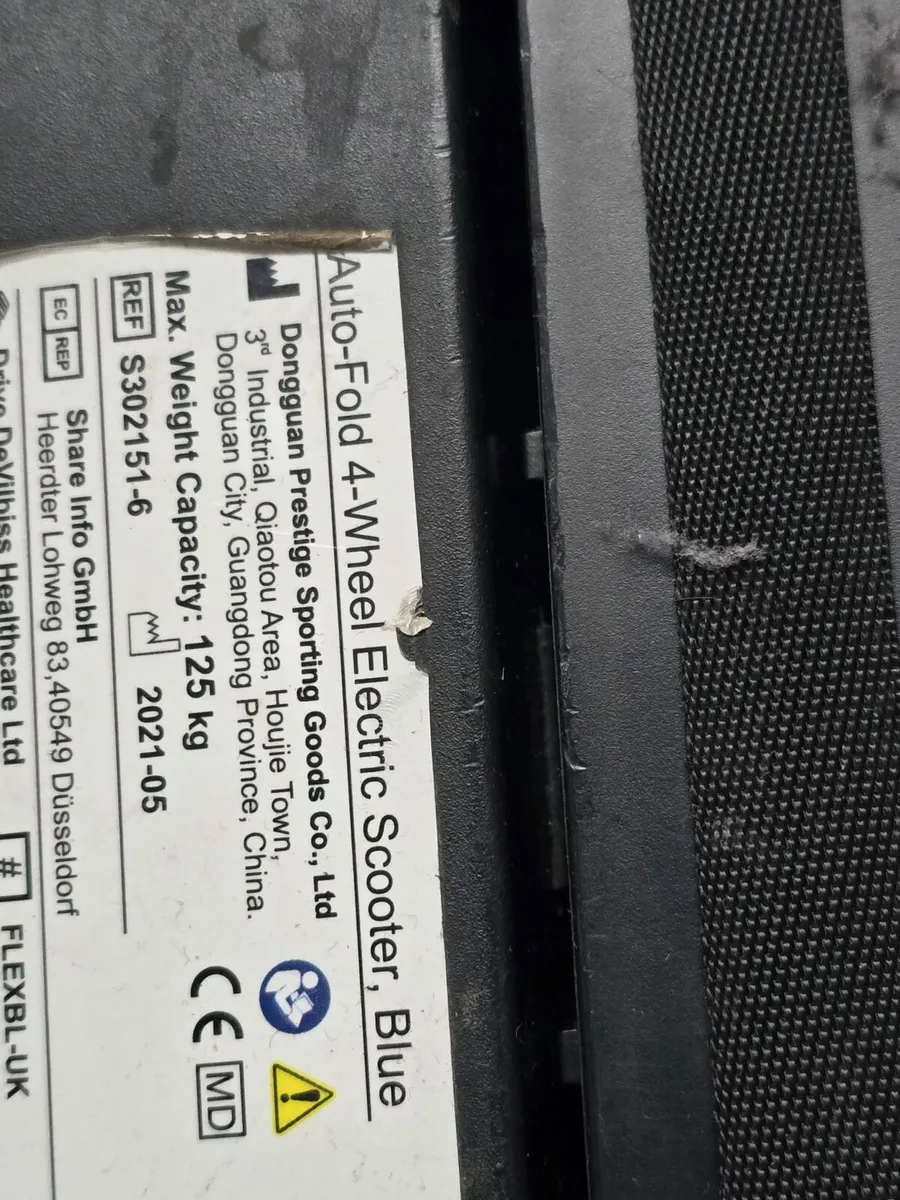 Auto-Fold 4-Wheel Electric Scooter, Blue
Dongguan Prestige Sporting Goods Co., Ltd
3rd Industrial, Qiaotou Area, Houjie Town,
Dongguan City, Guangdong Province, China.
Max. Weight Capacity: 125 kg
REF S302151-6 2021-05
CE MD
EC REP Share Info GmbH
Heerdter Lohweg 83,40549 Düsseldorf
Drive DeVilbiss Healthcare Ltd
# FLEXBL-UK